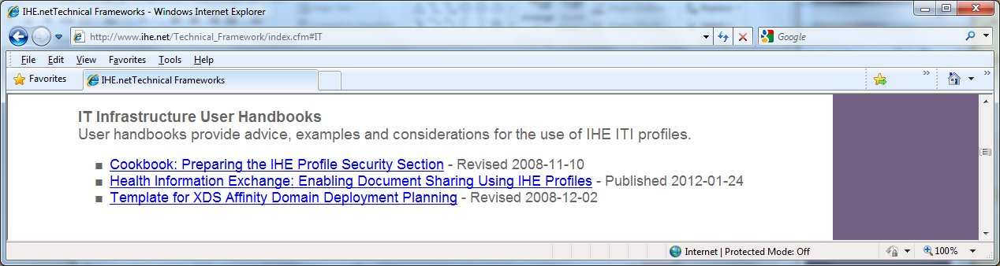 IHE.netTechnical Frameworks - Windows Internet Explorer
http://www.ihe.net/Technical_Framework/index.cfm#IT
Google
File Edit View Favorites Tools Help
Favorites IHE.netTechnical Frameworks
IT Infrastructure User Handbooks
User handbooks provide advice, examples and considerations for the use of IHE ITI profiles.
Cookbook: Preparing the IHE Profile Security Section - Revised 2008-11-10
Health Information Exchange: Enabling Document Sharing Using IHE Profiles - Published 2012-01-24
Template for XDS Affinity Domain Deployment Planning - Revised 2008-12-02
Internet | Protected Mode: Off 100%